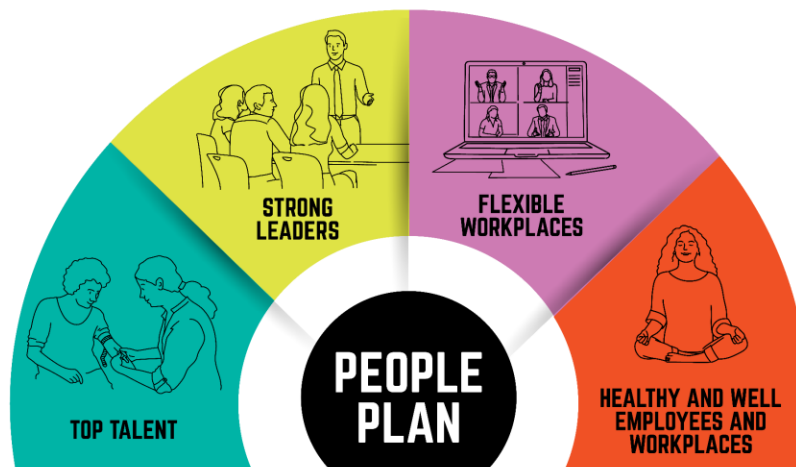 STRONG
LEADERS
FLEXIBLE
WORKPLACES
TOP TALENT
PEOPLE
PLAN
HEALTHY AND WELL
EMPLOYEES AND
WORKPLACES